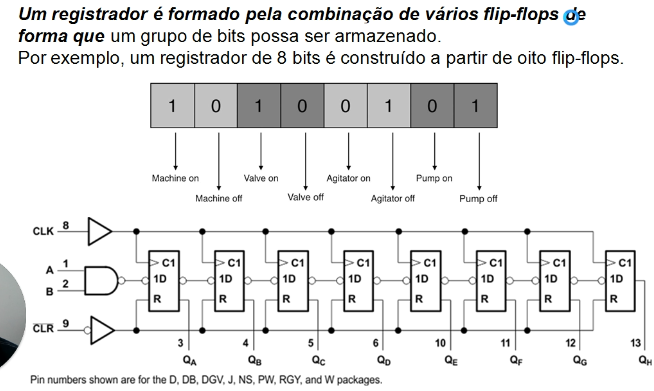 Um registrador é formado pela combinação de vários flip-flops de
forma que um grupo de bits possa ser armazenado.
Por exemplo, um registrador de 8 bits é construído a partir de oito flip-flops.
1 0 1 0 0 1 0 1
Machine on Valve on Agitator on Pump on
Machine off Valve off Agitator off Pump off
CLK 8
C1 C1 C1 C1 C1 C1 C1 C1
A 1
1D 1D 1D 1D 1D 1D 1D 1D
B 2
R R R R R R R R
CLR 9
3 4 5 6 10 11 12 13
QA QB QC QD QE QF QG QH
Pin numbers shown are for the D, DB, DGV, J, NS, PW, RGY, and W packages.